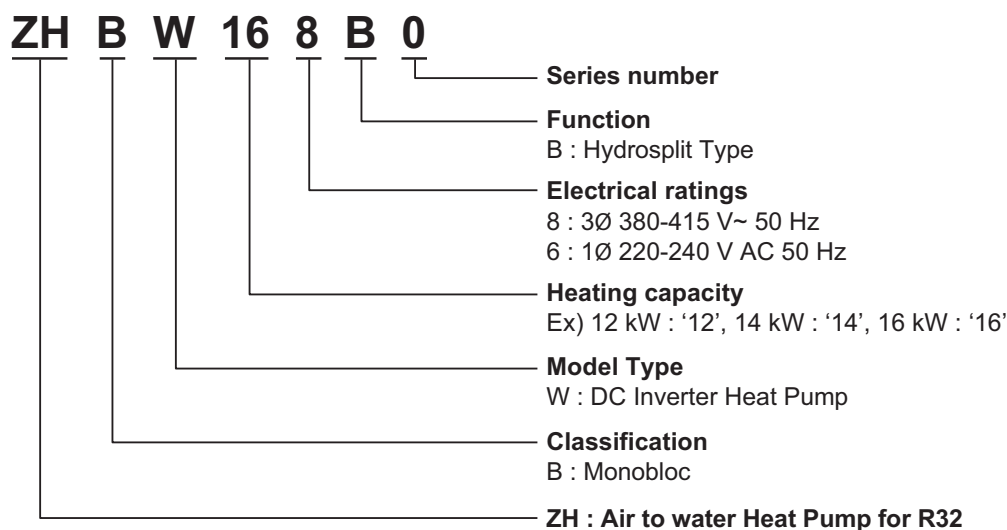 ZH B W 16 8 B 0
Series number
Function
B : Hydrosplit Type
Electrical ratings
8 : 3Ø 380-415 V~ 50 Hz
6 : 1Ø 220-240 V AC 50 Hz
Heating capacity
Ex) 12 kW : ‘12’, 14 kW : ‘14’, 16 kW : ‘16’
Model Type
W : DC Inverter Heat Pump
Classification
B : Monobloc
ZH : Air to water Heat Pump for R32